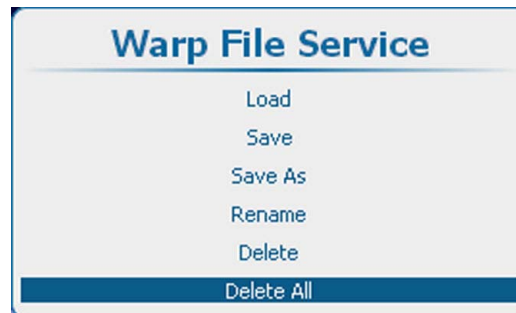 Warp File Service
Load
Save
Save As
Rename
Delete
Delete All